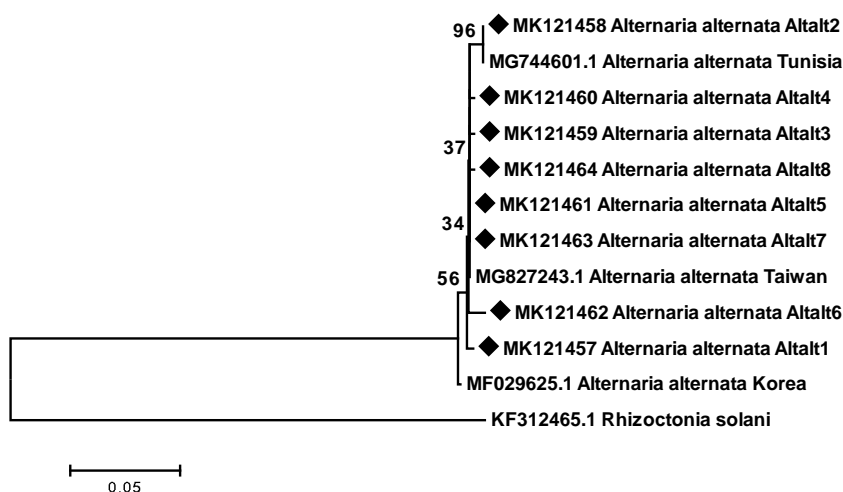 96
MK121458 Alternaria alternata Altalt2
MG744601.1 Alternaria alternata Tunisia
MK121460 Alternaria alternata Altalt4
MK121459 Alternaria alternata Altalt3
37
MK121464 Alternaria alternata Altalt8
MK121461 Alternaria alternata Altalt5
34
MK121463 Alternaria alternata Altalt7
56
MG827243.1 Alternaria alternata Taiwan
MK121462 Alternaria alternata Altalt6
MK121457 Alternaria alternata Altalt1
MF029625.1 Alternaria alternata Korea
KF312465.1 Rhizoctonia solani
0.05